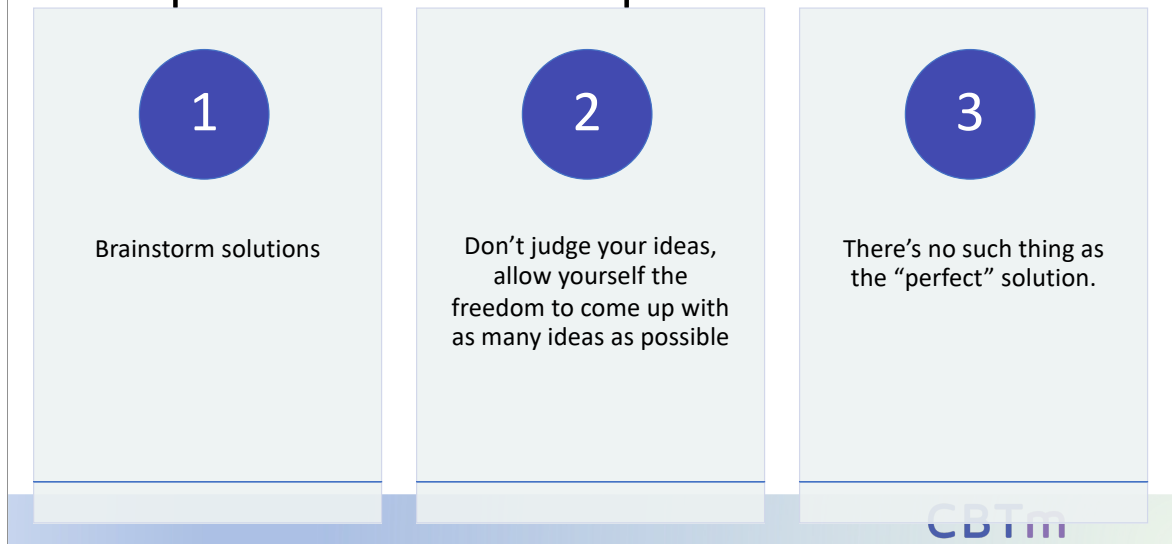 1
Brainstorm solutions
2
Don’t judge your ideas,
allow yourself the
freedom to come up with
as many ideas as possible
3
There’s no such thing as
the “perfect” solution.
CBTm